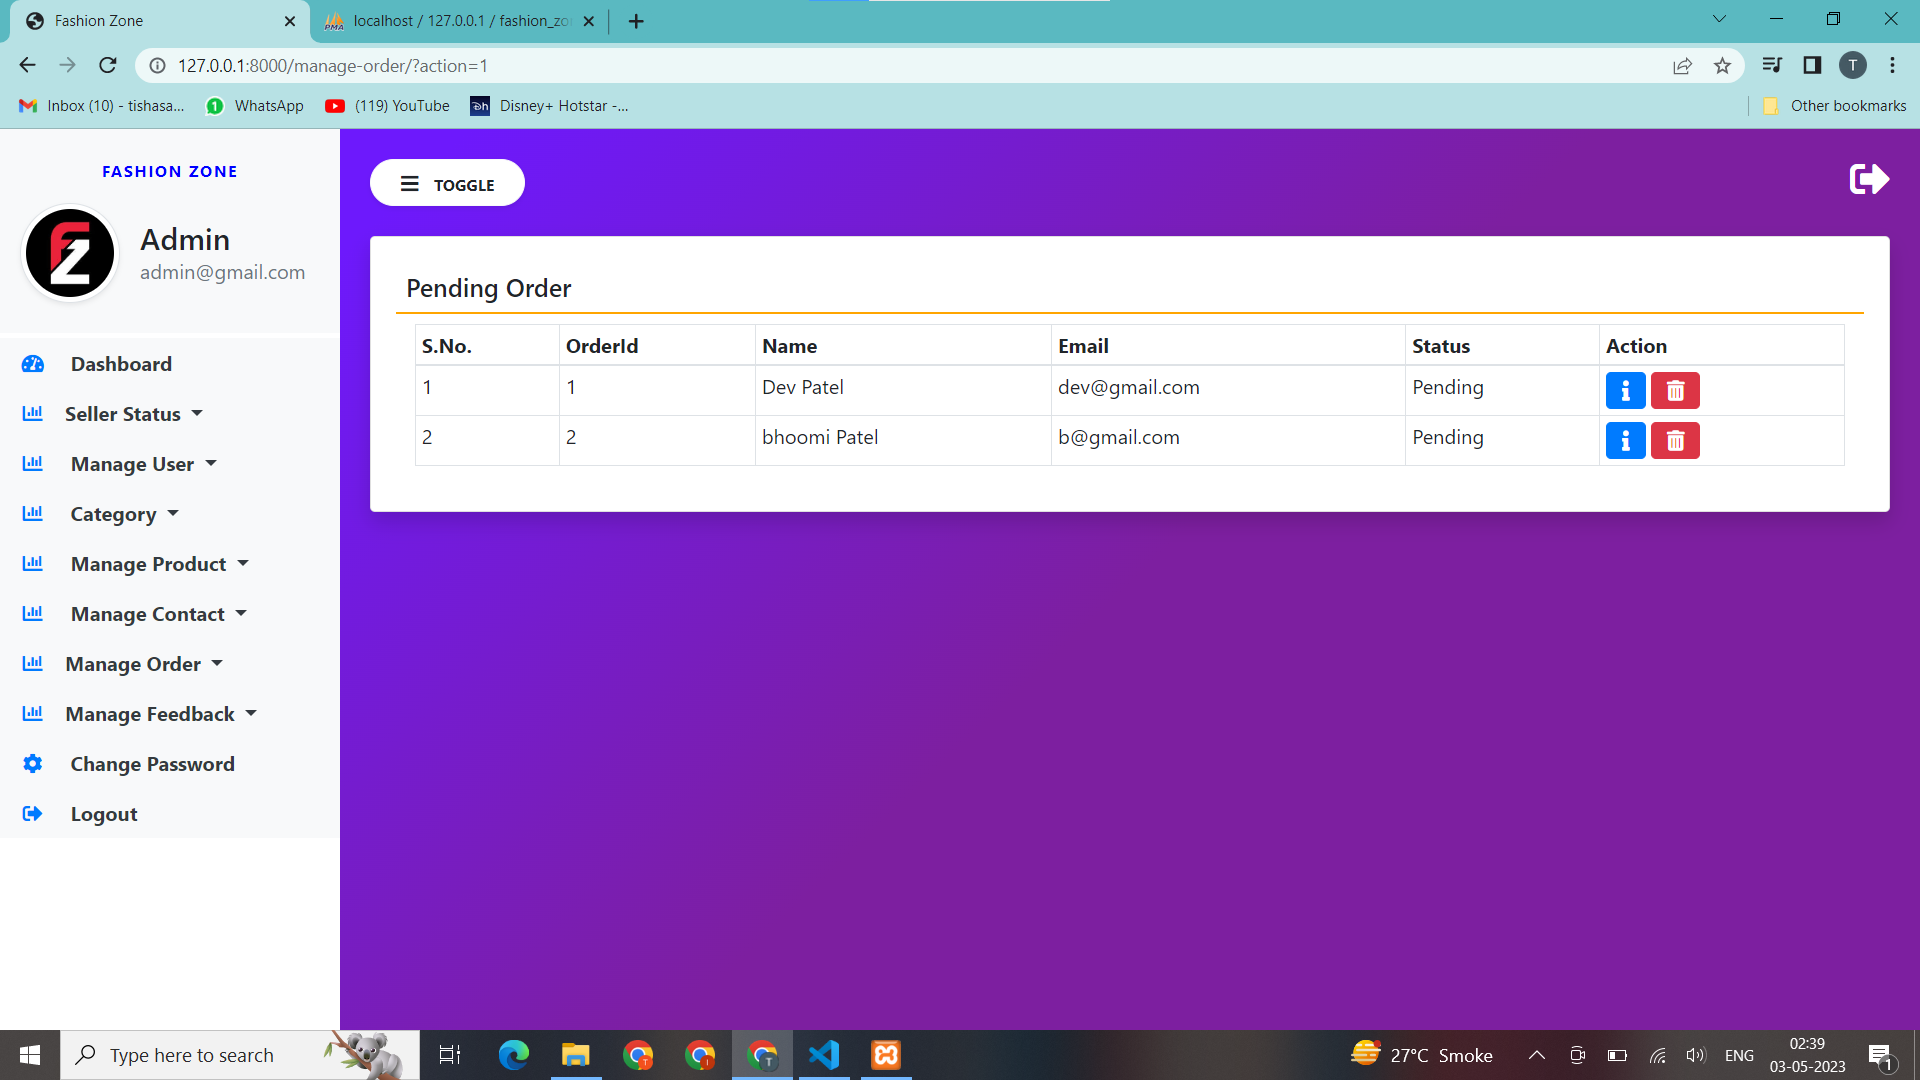 Fashion Zone
localhost / 127.0.0.1 / fashion_zo
127.0.0.1:8000/manage-order/?action=1
T
Inbox (10) - tishasa...
WhatsApp
(119) YouTube
Disney+ Hotstar -...
Other bookmarks
FASHION ZONE
Admin
admin@gmail.com
Dashboard
Seller Status
Manage User
Category
Manage Product
Manage Contact
Manage Order
Manage Feedback
Change Password
Logout
TOGGLE
Pending Order
S.No. OrderId Name Email Status Action
1 1 Dev Patel dev@gmail.com Pending
2 2 bhoomi Patel b@gmail.com Pending
Type here to search
27°C Smoke
ENG
02:39
03-05-2023
1